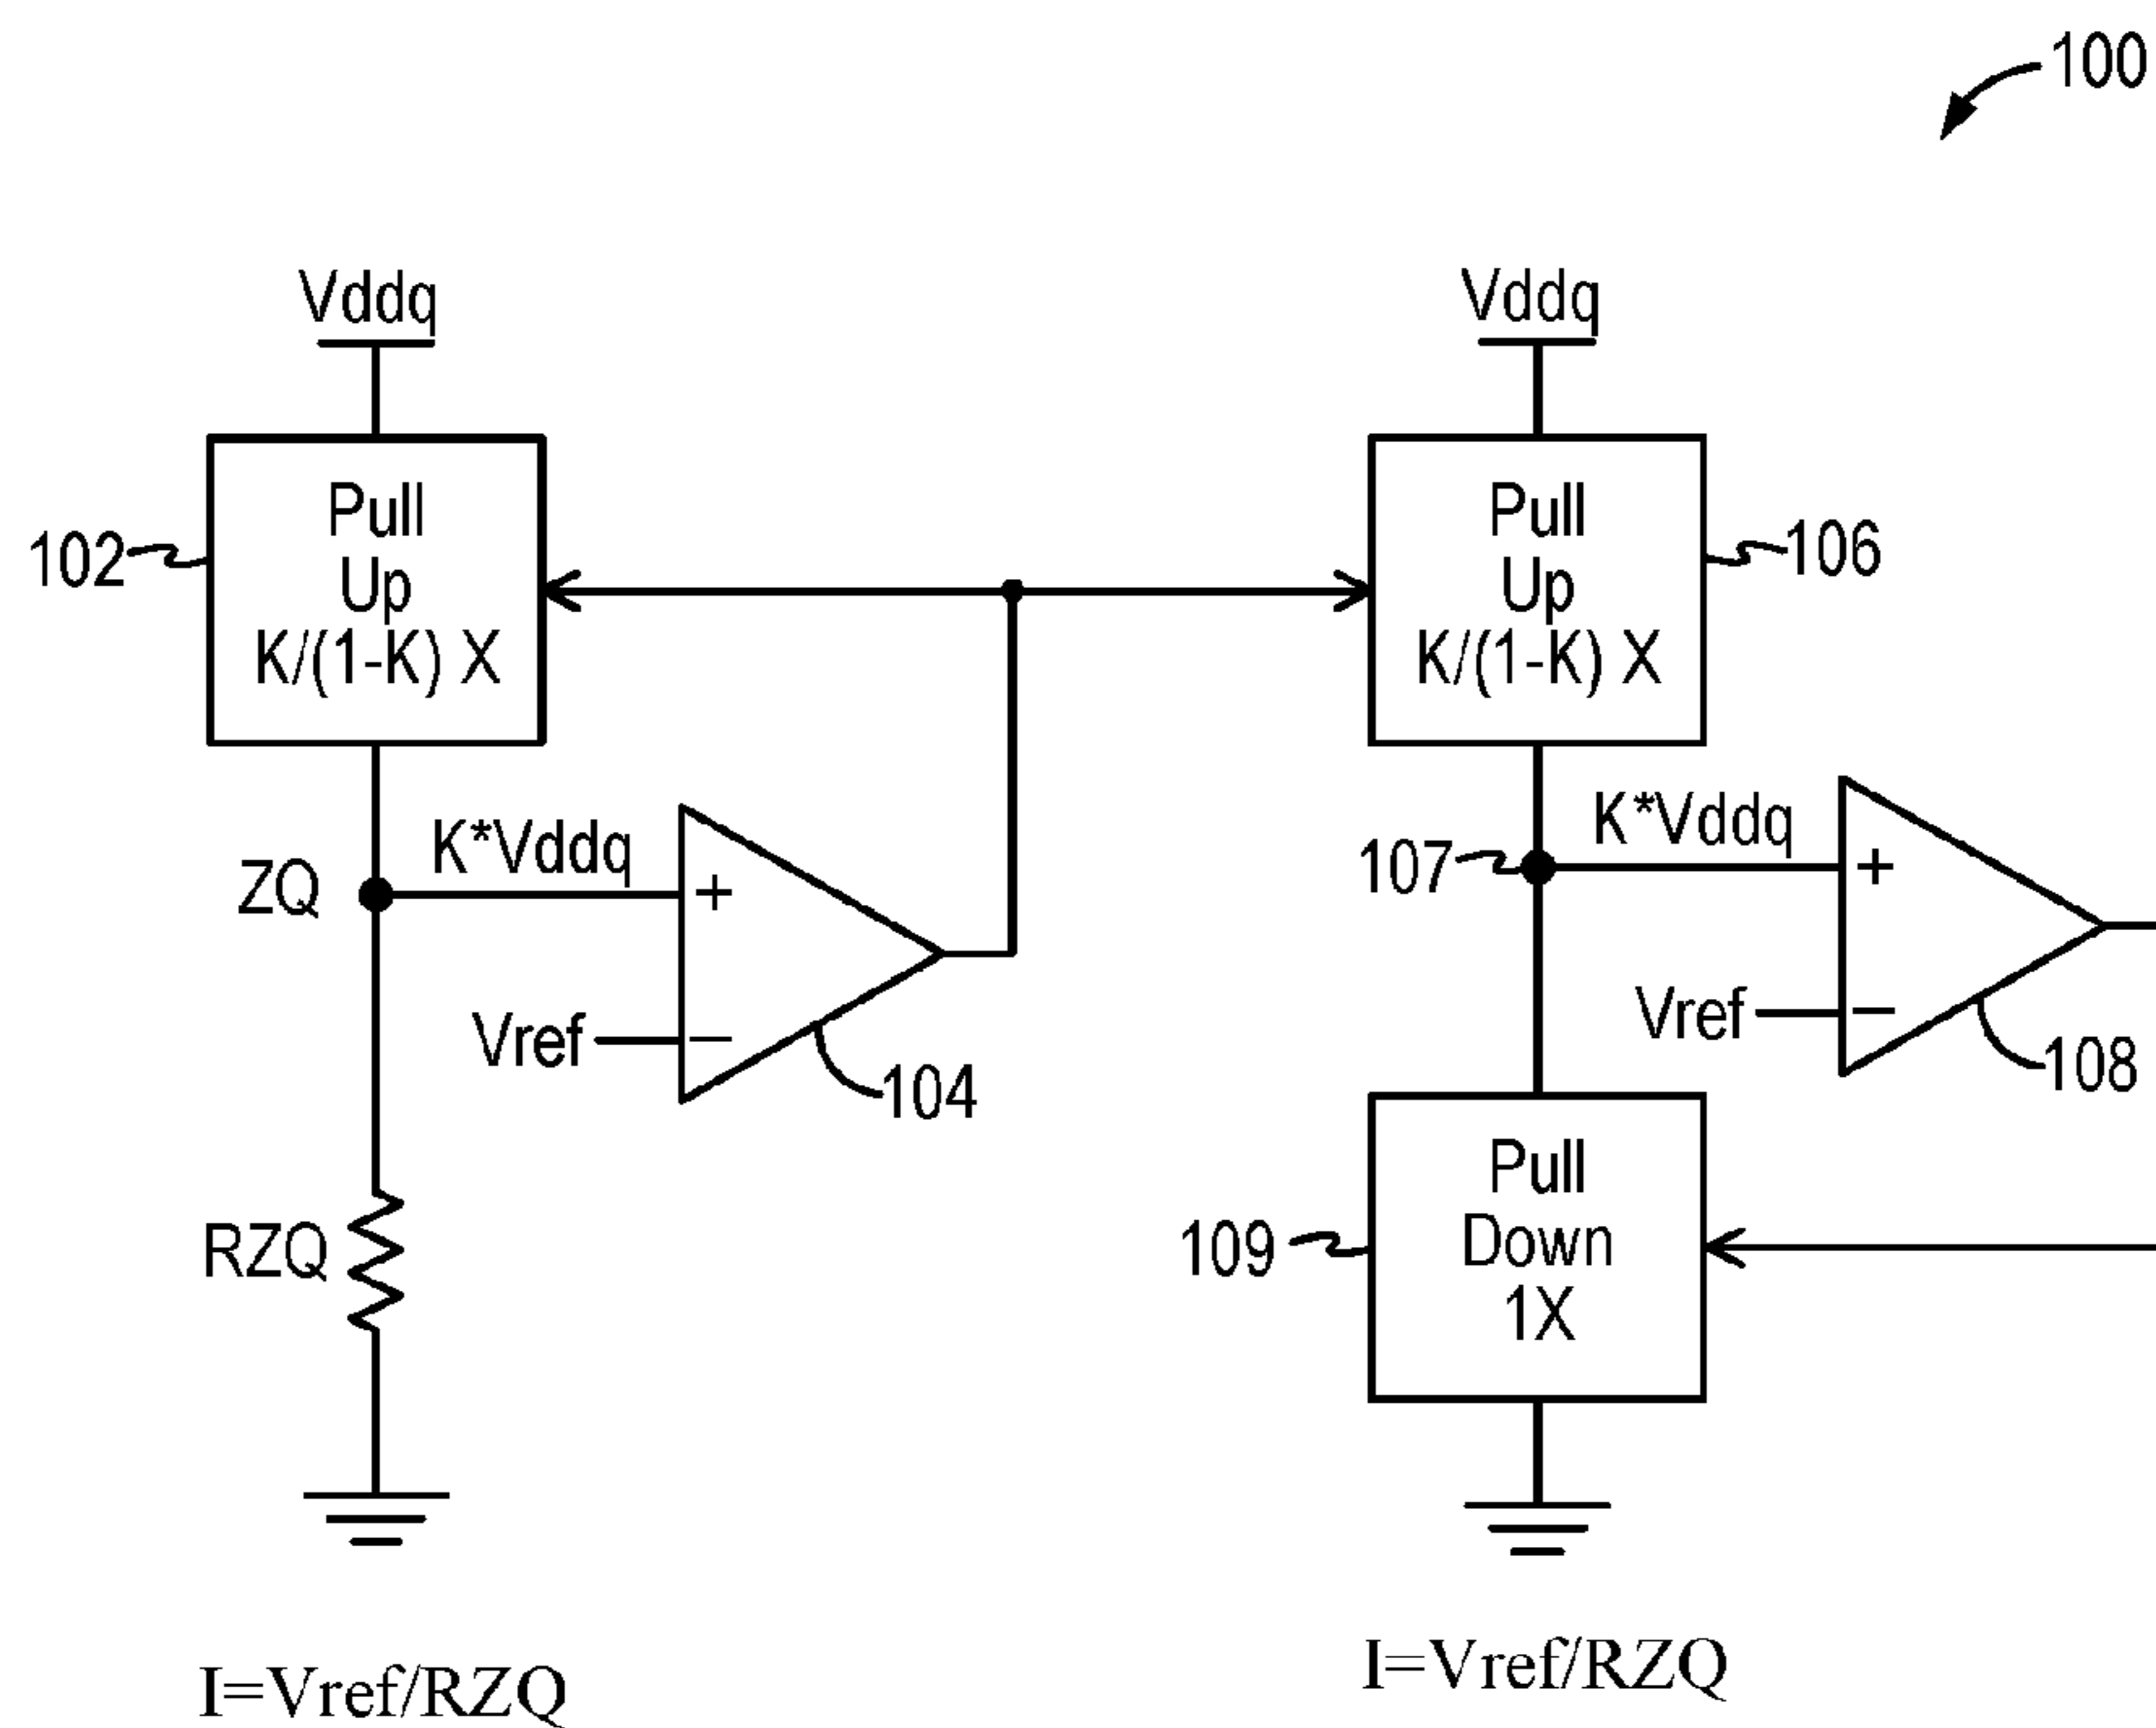 100
Vddq
Pull
Up
K/(1-K) X
102
ZQ
K*Vddq
+
−
Vref
104
RZQ
I=Vref/RZQ
Vddq
Pull
Up
K/(1-K) X
106
107
K*Vddq
+
−
Vref
108
Pull
Down
1X
109
I=Vref/RZQ